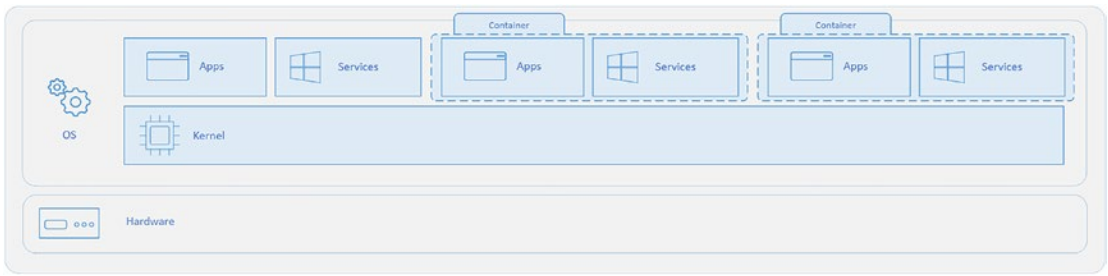 Container
Container
Apps
Services
Apps
Services
Apps
Services
OS
Kernel
Hardware